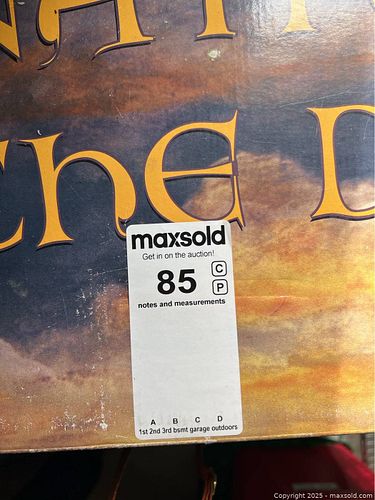 the D
maxsold
Get in on the auction!
85 C
P
notes and measurements
A B C D
1st 2nd 3rd bsmt garage outdoors
Copyright 2025 - maxsold.com